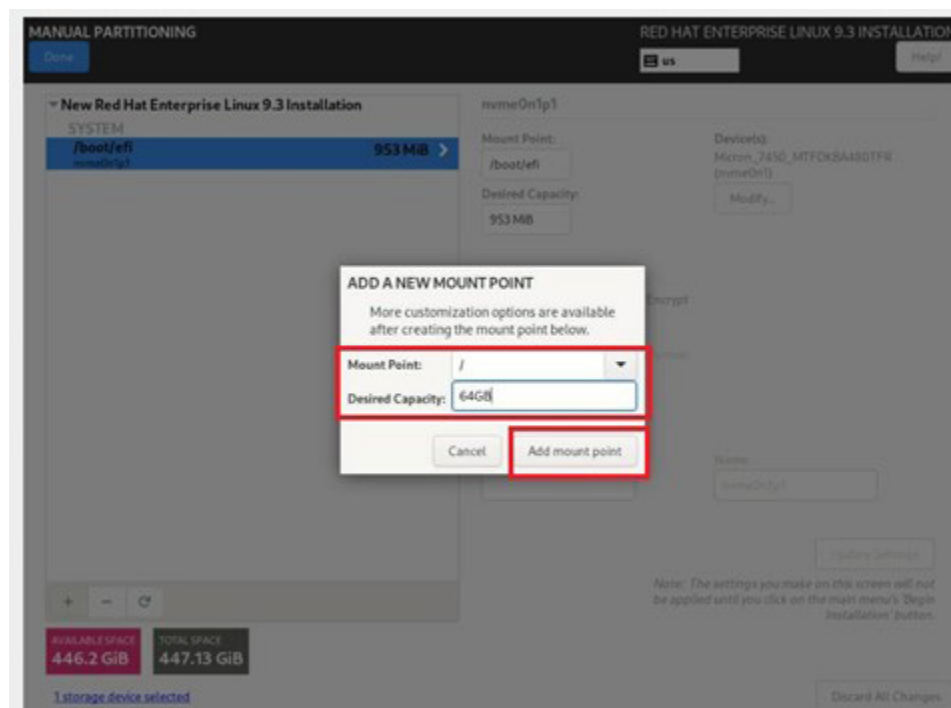 MANUAL PARTITIONING
RED HAT ENTERPRISE LINUX 9.3 INSTALLATION
Done
us
Help!
New Red Hat Enterprise Linux 9.3 Installation
SYSTEM
/boot/efi
953 MiB
nvme0n1p1
nvme0n1p1
Mount Point:
/boot/efi
Desired Capacity:
953 MiB
Device(s):
Micron_7450_MTFDKBA480TFR
(nvme0n1)
Modify...
Encrypt
ADD A NEW MOUNT POINT
More customization options are available
after creating the mount point below.
Mount Point:
/
Desired Capacity:
64GB
Cancel
Add mount point
Name:
nvme0n1p1
Update Settings
Note: The settings you make on this screen will not
be applied until you click on the main menu's 'Begin
Installation' button.
+ -
AVAILABLE SPACE
446.2 GiB
TOTAL SPACE
447.13 GiB
1 storage device selected
Discard All Changes